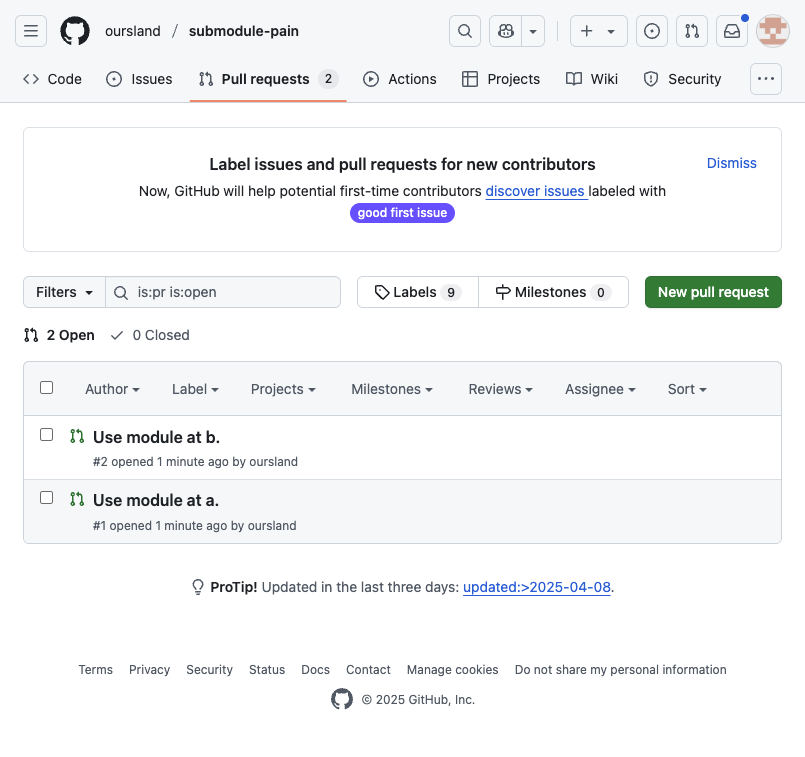 oursland / submodule-pain
Code Issues Pull requests 2 Actions Projects Wiki Security
Label issues and pull requests for new contributors
Dismiss
Now, GitHub will help potential first-time contributors discover issues labeled with
good first issue
Filters is:pr is:open Labels 9 Milestones 0 New pull request
2 Open 0 Closed
Author Label Projects Milestones Reviews Assignee Sort
Use module at b.
#2 opened 1 minute ago by oursland
Use module at a.
#1 opened 1 minute ago by oursland
ProTip! Updated in the last three days: updated:>2025-04-08.
Terms Privacy Security Status Docs Contact Manage cookies Do not share my personal information
© 2025 GitHub, Inc.